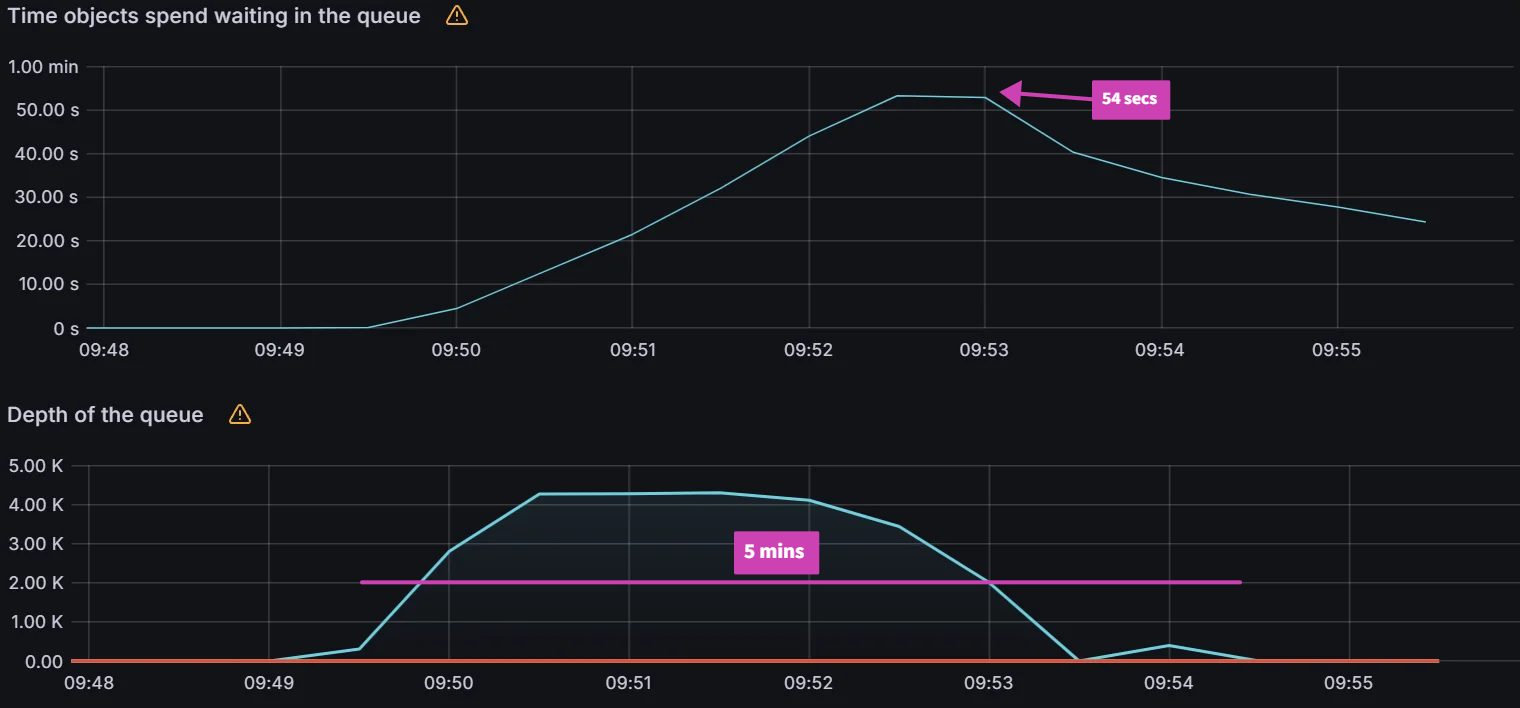 Time objects spend waiting in the queue
1.00 min
50.00 s
40.00 s
30.00 s
20.00 s
10.00 s
0 s
54 secs
09:48 09:49 09:50 09:51 09:52 09:53 09:54 09:55
Depth of the queue
5.00 K
4.00 K
3.00 K
2.00 K
1.00 K
0.00
5 mins
09:48 09:49 09:50 09:51 09:52 09:53 09:54 09:55